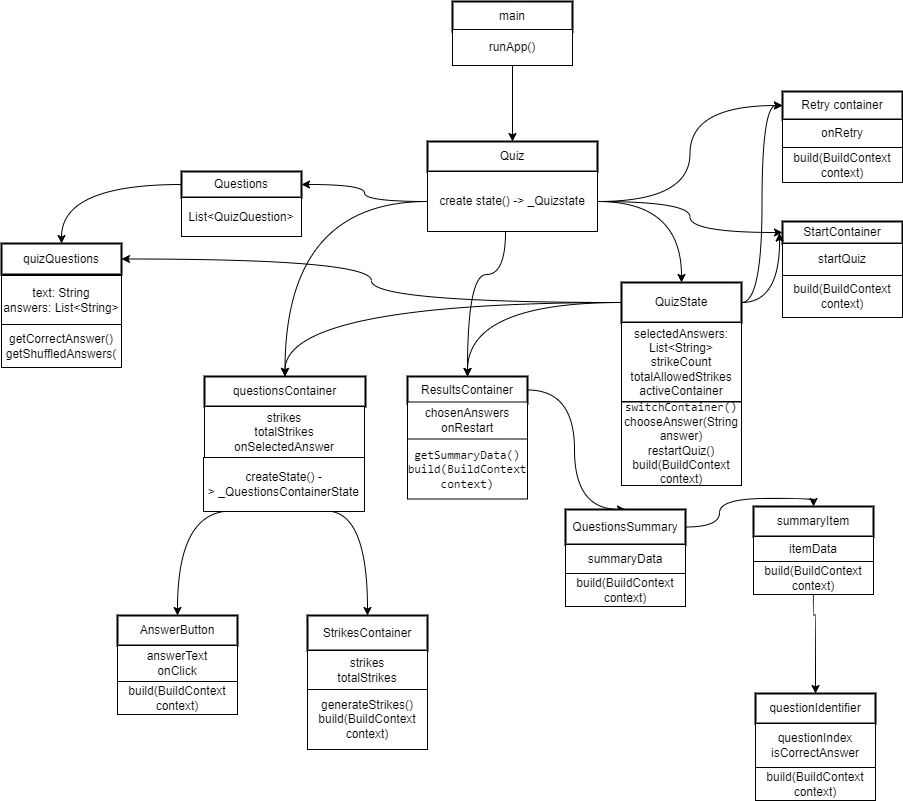 main
runApp()
Quiz
create state() -> _Quizstate
Retry container
onRetry
build(BuildContext
context)
Questions
List<QuizQuestion>
StartContainer
startQuiz
build(BuildContext
context)
quizQuestions
text: String
answers: List<String>
getCorrectAnswer()
getShuffledAnswers(
QuizState
selectedAnswers:
List<String>
strikeCount
totalAllowedStrikes
activeContainer
switchContainer()
chooseAnswer(String
answer)
restartQuiz()
build(BuildContext
context)
questionsContainer
strikes
totalStrikes
onSelectedAnswer
createState() -
> _QuestionsContainerState
ResultsContainer
chosenAnswers
onRestart
getSummaryData()
build(BuildContext
context)
QuestionsSummary
summaryData
build(BuildContext
context)
summaryItem
itemData
build(BuildContext
context)
AnswerButton
answerText
onClick
build(BuildContext
context)
StrikesContainer
strikes
totalStrikes
generateStrikes()
build(BuildContext
context)
questionIdentifier
questionIndex
isCorrectAnswer
build(BuildContext
context)